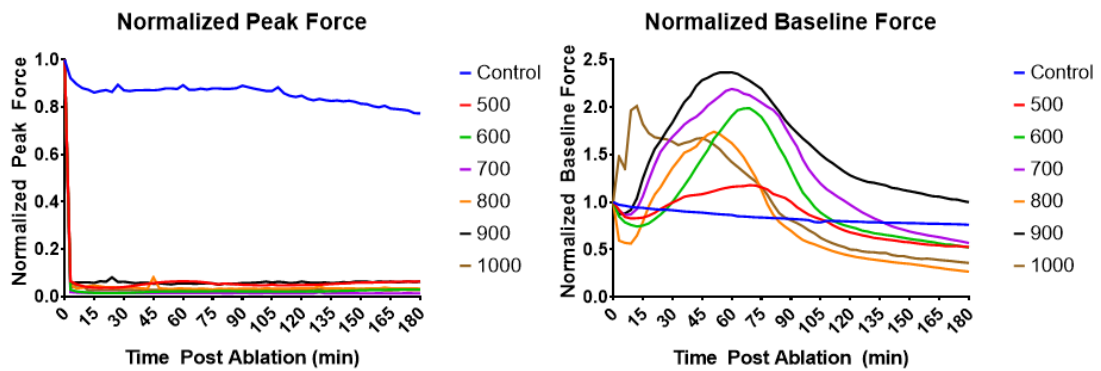 Normalized Peak Force
Normalized Peak Force
1.0
0.8
0.6
0.4
0.2
0.0
0 15 30 45 60 75 90 105 120 135 150 165 180
Time Post Ablation (min)
Control
500
600
700
800
900
1000
Normalized Baseline Force
Normalized Baseline Force
2.5
2.0
1.5
1.0
0.5
0.0
0 15 30 45 60 75 90 105 120 135 150 165 180
Time Post Ablation (min)
Control
500
600
700
800
900
1000